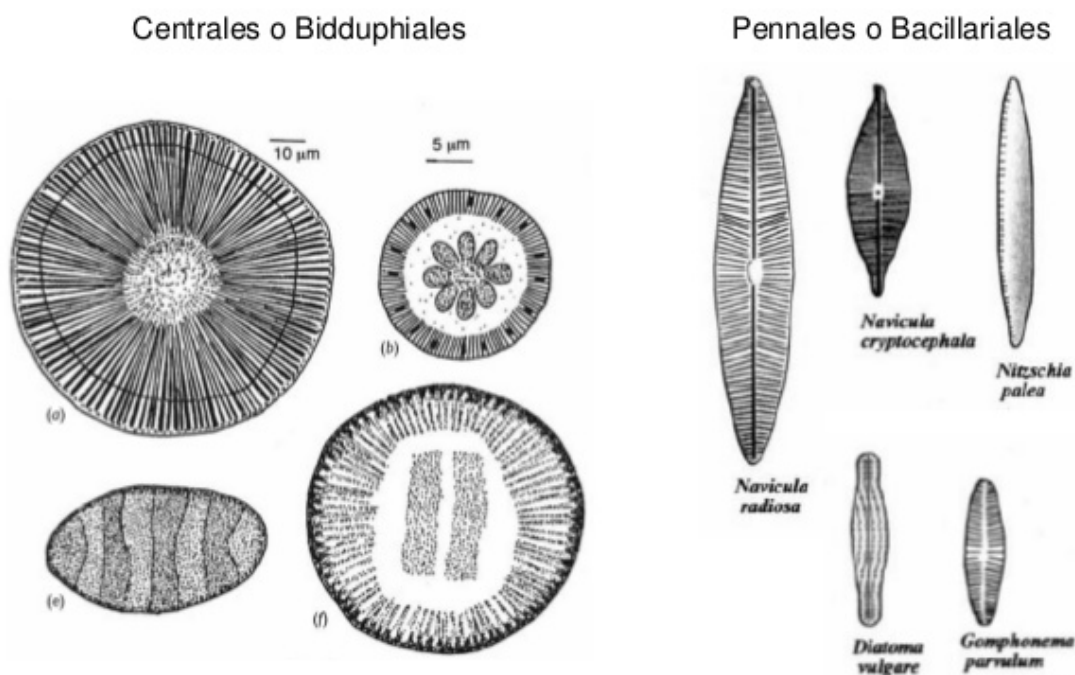 Centrales o Bidduphiales
Pennales o Bacillariales
10 µm
5 µm
(a)
(b)
(e)
(f)
Navicula
radiosa
Navicula
cryptocephala
Nitzschia
palea
Diatoma
vulgare
Gomphonema
parvulum